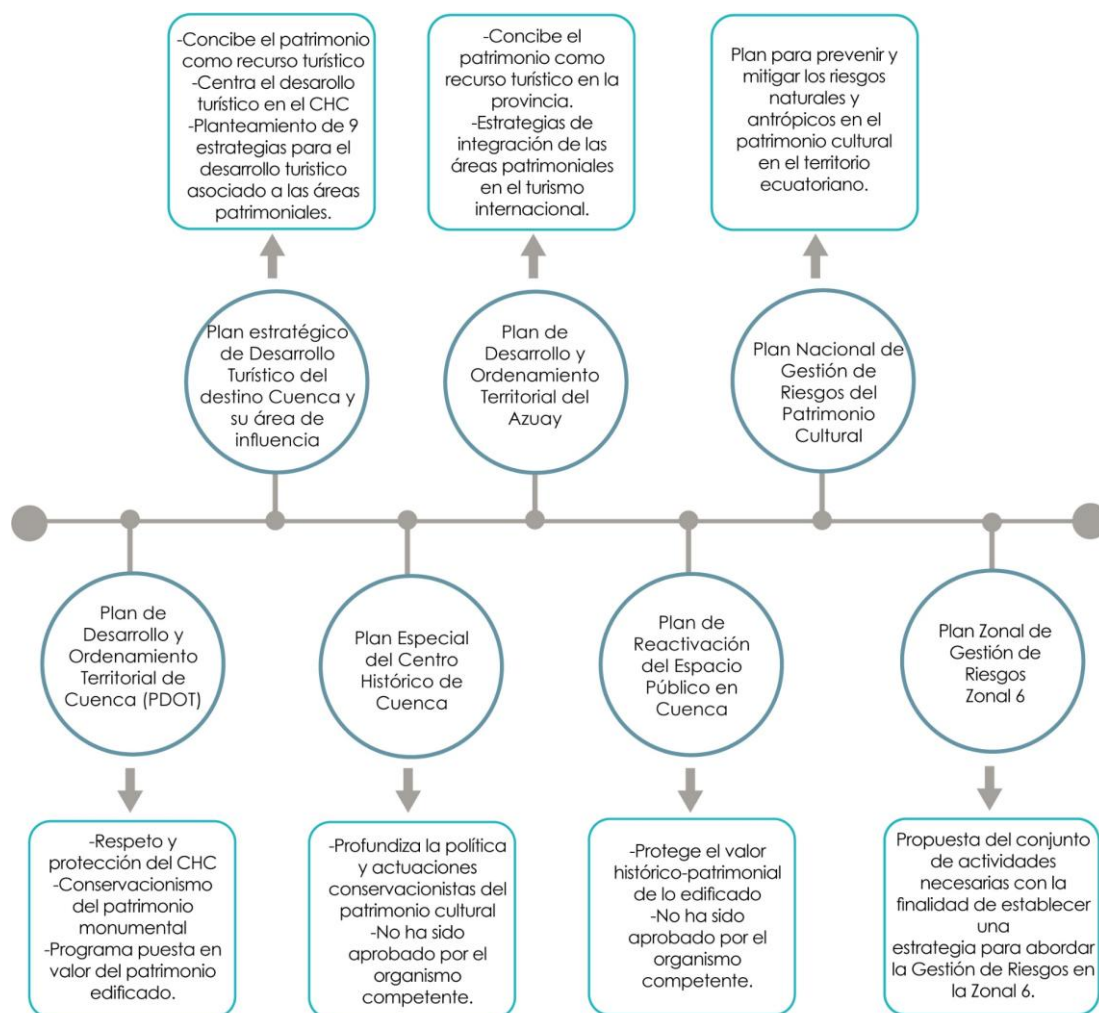 -Concibe el patrimonio
como recurso turístico
-Centra el desarollo
turístico en el CHC
-Planteamiento de 9
estrategias para el
desarrollo turistico
asociado a las áreas
patrimoniales.
-Concibe el
patrimonio como
recurso turístico en la
provincia.
-Estrategias de
integración de las
áreas patrimoniales
en el turismo
internacional.
Plan para prevenir y
mitigar los riesgos
naturales y
antrópicos en el
patrimonio cultural
en el territorio
ecuatoriano.
Plan estratégico
de Desarrollo
Turístico del
destino Cuenca y
su área de
influencia
Plan de
Desarrollo y
Ordenamiento
Territorial del
Azuay
Plan Nacional de
Gestión de
Riesgos del
Patrimonio
Cultural
Plan de
Desarrollo y
Ordenamiento
Territorial de
Cuenca (PDOT)
Plan Especial
del Centro
Histórico de
Cuenca
Plan de
Reactivación
del Espacio
Público en
Cuenca
Plan Zonal de
Gestión de
Riesgos
Zonal 6
-Respeto y
protección del CHC
-Conservacionismo
del patrimonio
monumental
-Programa puesta en
valor del patrimonio
edificado.
-Profundiza la política
y actuaciones
conservacionistas del
patrimonio cultural
-No ha sido
aprobado por el
organismo
competente.
-Protege el valor
histórico-patrimonial
de lo edificado
-No ha sido
aprobado por el
organismo
competente.
Propuesta del conjunto
de actividades
necesarias con la
finalidad de establecer
una
estrategia para abordar
la Gestión de Riesgos en
la Zonal 6.